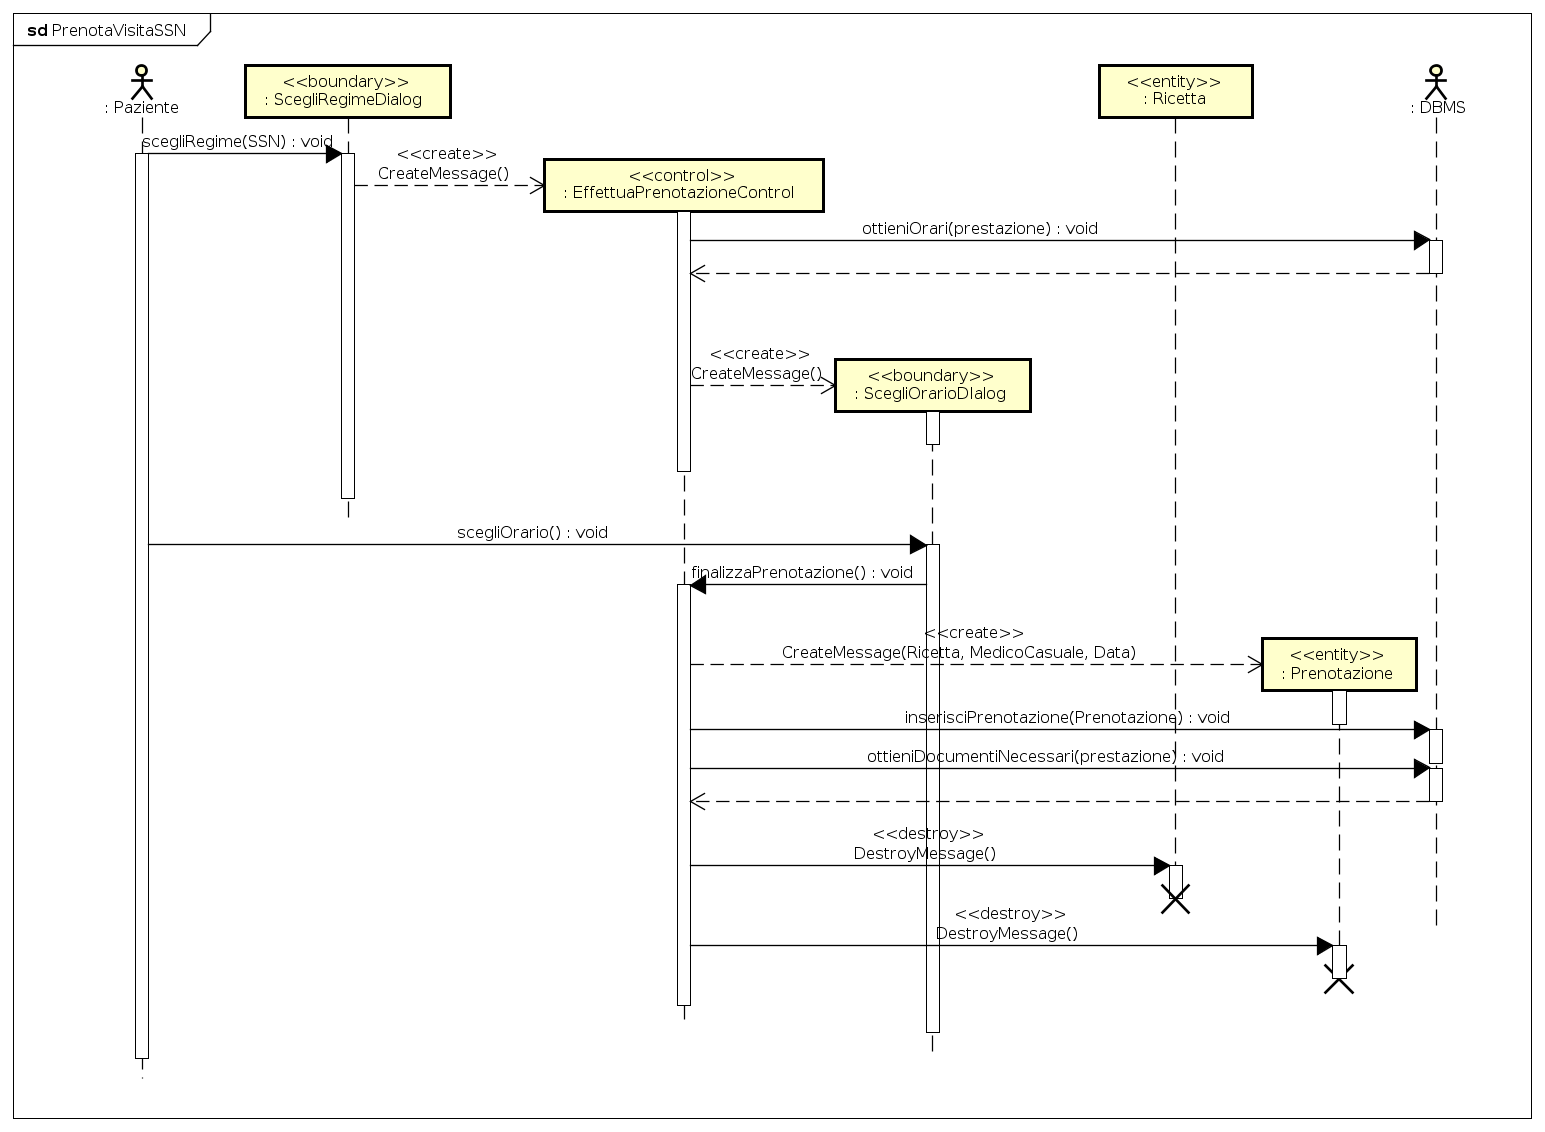 sd PrenotaVisitaSSN
: Paziente
<<boundary>>
: ScegliRegimeDialog
<<entity>>
: Ricetta
: DBMS
scegliRegime(SSN) : void
<<create>>
CreateMessage()
<<control>>
: EffettuaPrenotazioneControl
ottieniOrari(prestazione) : void
<<create>>
CreateMessage()
<<boundary>>
: ScegliOrarioDIalog
scegliOrario() : void
finalizzaPrenotazione() : void
<<create>>
CreateMessage(Ricetta, MedicoCasuale, Data)
<<entity>>
: Prenotazione
inserisciPrenotazione(Prenotazione) : void
ottieniDocumentiNecessari(prestazione) : void
<<destroy>>
DestroyMessage()
<<destroy>>
DestroyMessage()